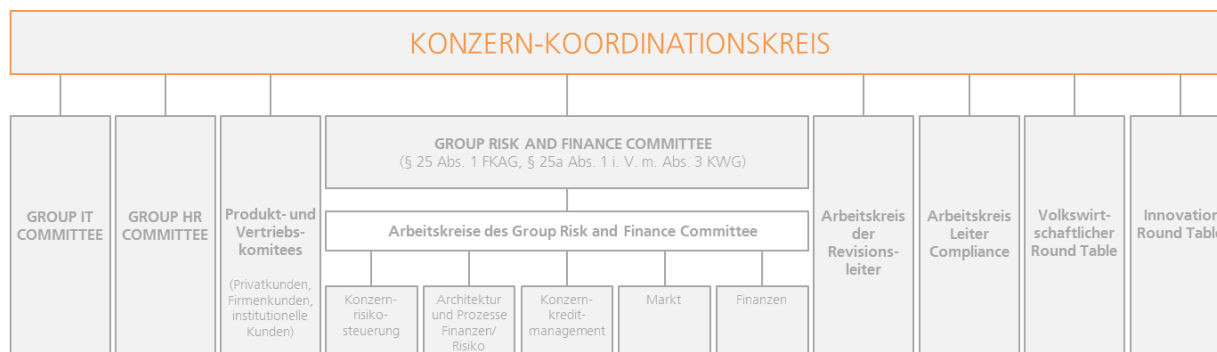 KONZERN-KOORDINATIONSKREIS
GROUP IT
COMMITTEE
GROUP HR
COMMITTEE
Produkt- und
Vertriebs-
komitees
(Privatkunden,
Firmenkunden,
institutionelle
Kunden)
GROUP RISK AND FINANCE COMMITTEE
(§ 25 Abs. 1 FKAG, § 25a Abs. 1 i. V. m. Abs. 3 KWG)
Arbeitskreise des Group Risk and Finance Committee
Konzern-
risiko-
steuerung
Architektur
und Prozesse
Finanzen/
Risiko
Konzern-
kredit-
management
Markt
Finanzen
Arbeitskreis
der
Revisions-
leiter
Arbeitskreis
Leiter
Compliance
Volkswirt-
schaftlicher
Round Table
Innovation
Round Table